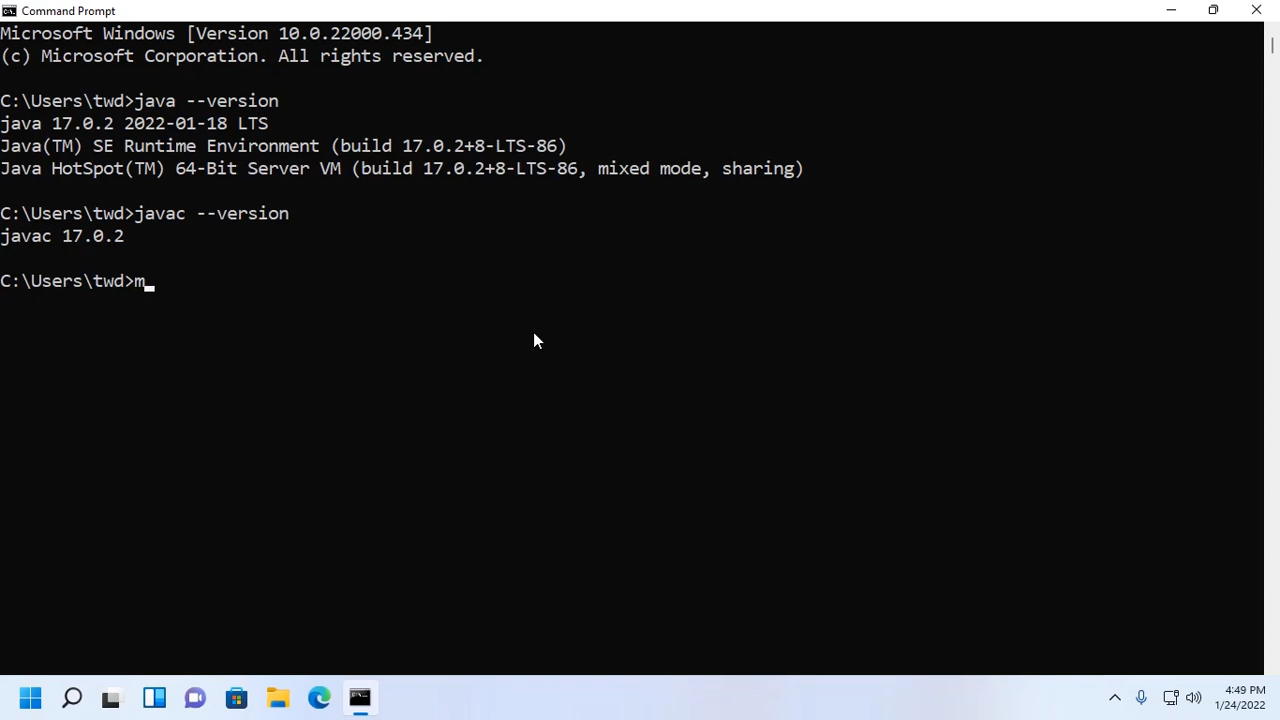 Command Prompt
Microsoft Windows [Version 10.0.22000.434]
(c) Microsoft Corporation. All rights reserved.
C:\Users\twd>java --version
java 17.0.2 2022-01-18 LTS
Java(TM) SE Runtime Environment (build 17.0.2+8-LTS-86)
Java HotSpot(TM) 64-Bit Server VM (build 17.0.2+8-LTS-86, mixed mode, sharing)
C:\Users\twd>javac --version
javac 17.0.2
C:\Users\twd>m
4:49 PM
1/24/2022